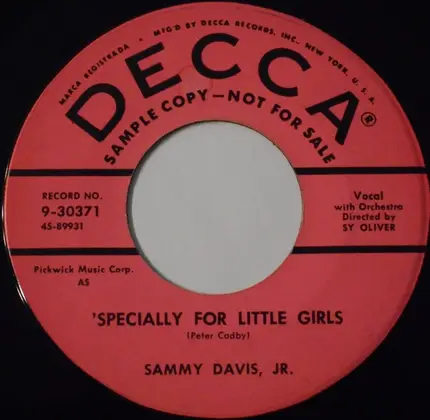 MARCA REGISTRADA • MF'G BY DECCA RECORDS, INC., NEW YORK, U.S.A.
DECCA®
SAMPLE COPY—NOT FOR SALE
RECORD NO.
9-30371
45-89931
Vocal
with Orchestra
Directed by
SY OLIVER
Pickwick Music Corp.
AS
'SPECIALLY FOR LITTLE GIRLS
(Peter Cadby)
SAMMY DAVIS, JR.